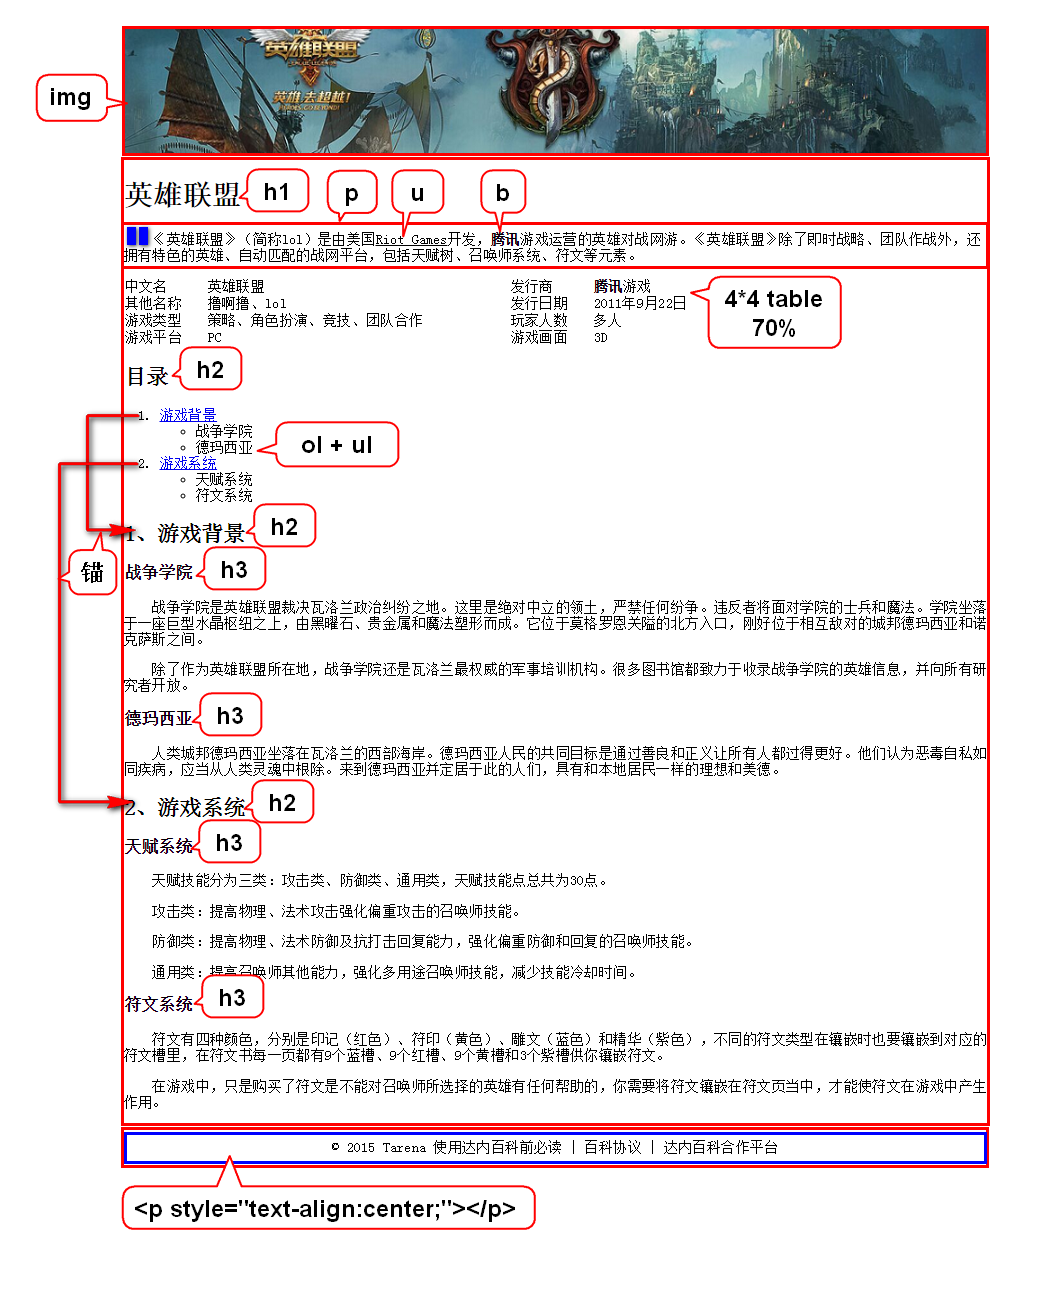 英雄联盟
LEAGUE LEGENDS
英雄,去超越!
HEROES, GO BEYOND!
img
英雄联盟
h1
p
u
b
《英雄联盟》（简称lol）是由美国Riot Games开发，腾讯游戏运营的英雄对战网游。《英雄联盟》除了即时战略、团队作战外，还
拥有特色的英雄、自动匹配的战网平台，包括天赋树、召唤师系统、符文等元素。
中文名 英雄联盟 发行商 腾讯游戏
其他名称 撸啊撸、lol 发行日期 2011年9月22日
游戏类型 策略、角色扮演、竞技、团队合作 玩家人数 多人
游戏平台 PC 游戏画面 3D
4*4 table
70%
目录
h2
1. 游戏背景
战争学院
德玛西亚
2. 游戏系统
天赋系统
符文系统
ol + ul
锚
1、游戏背景
h2
战争学院
h3
战争学院是英雄联盟裁决瓦洛兰政治纠纷之地。这里是绝对中立的领土，严禁任何纷争。违反者将面对学院的士兵和魔法。学院坐落
于一座巨型水晶枢纽之上，由黑曜石、贵金属和魔法塑形而成。它位于莫格罗恩关隘的北方入口，刚好位于相互敌对的城邦德玛西亚和诺
克萨斯之间。
除了作为英雄联盟所在地，战争学院还是瓦洛兰最权威的军事培训机构。很多图书馆都致力于收录战争学院的英雄信息，并向所有研
究者开放。
德玛西亚
h3
人类城邦德玛西亚坐落在瓦洛兰的西部海岸。德玛西亚人民的共同目标是通过善良和正义让所有人都过得更好。他们认为恶毒自私如
同疾病，应当从人类灵魂中根除。来到德玛西亚并定居于此的人们，具有和本地居民一样的理想和美德。
2、游戏系统
h2
天赋系统
h3
天赋技能分为三类：攻击类、防御类、通用类，天赋技能点总共为30点。
攻击类：提高物理、法术攻击强化偏重攻击的召唤师技能。
防御类：提高物理、法术防御及抗打击回复能力，强化偏重防御和回复的召唤师技能。
通用类：提高召唤师其他能力，强化多用途召唤师技能，减少技能冷却时间。
符文系统
h3
符文有四种颜色，分别是印记（红色）、符印（黄色）、雕文（蓝色）和精华（紫色），不同的符文类型在镶嵌时也要镶嵌到对应的
符文槽里，在符文书每一页都有9个蓝槽、9个红槽、9个黄槽和3个紫槽供你镶嵌符文。
在游戏中，只是购买了符文是不能对召唤师所选择的英雄有任何帮助的，你需要将符文镶嵌在符文页当中，才能使符文在游戏中产生
作用。
© 2015 Tarena 使用达内百科前必读 | 百科协议 | 达内百科合作平台
<p style="text-align:center;"></p>